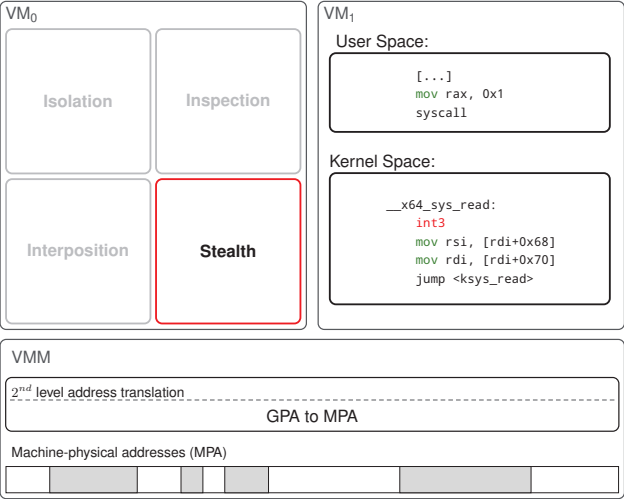 VM0
Isolation
Inspection
Interposition
Stealth
VM1
User Space:
[...]
mov rax, 0x1
syscall
Kernel Space:
__x64_sys_read:
int3
mov rsi, [rdi+0x68]
mov rdi, [rdi+0x70]
jump <ksys_read>
VMM
2nd level address translation
GPA to MPA
Machine-physical addresses (MPA)